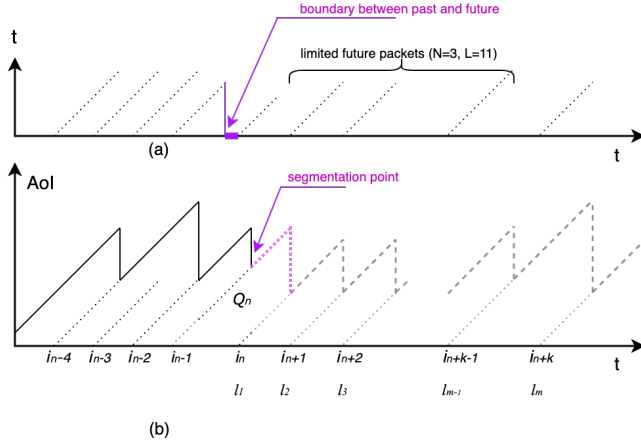 boundary between past and future
t
limited future packets (N=3, L=11)
(a)
t
AoI
segmentation point
Qn
in-4 in-3 in-2 in-1 in in+1 in+2 in+k-1 in+k
t
l1 l2 l3 lm-1 lm
(b)